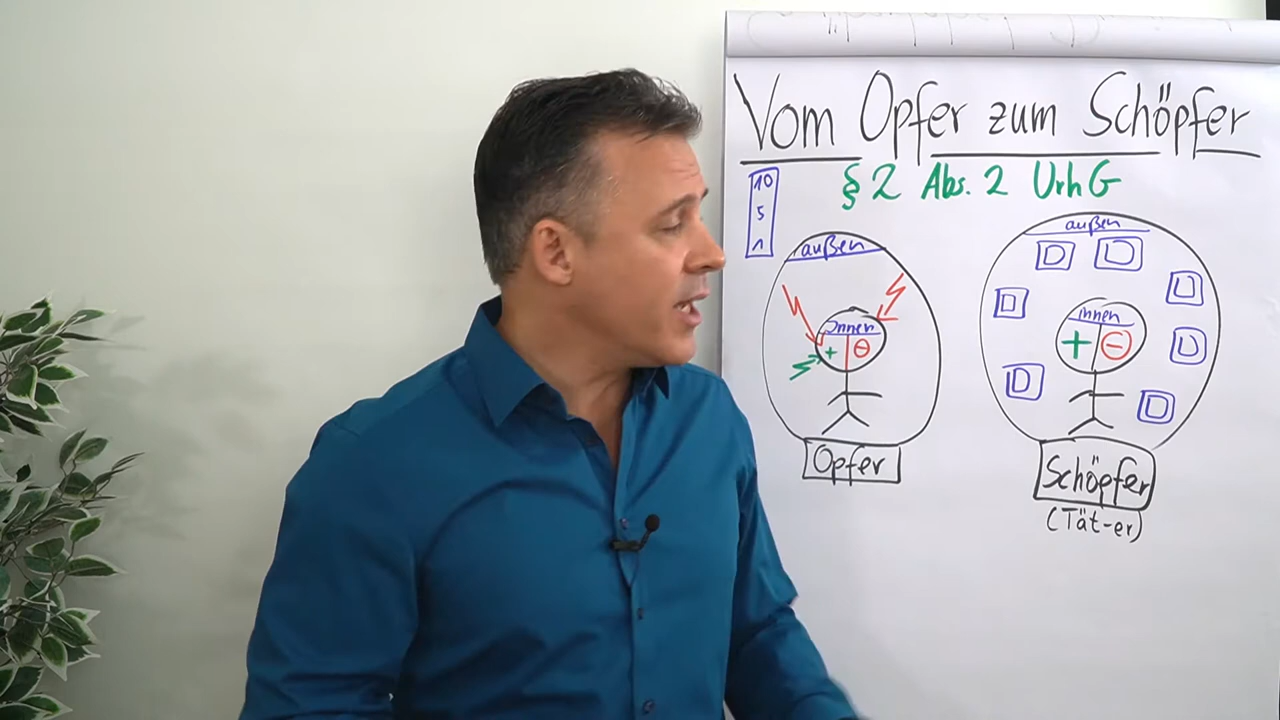 Vom Opfer zum Schöpfer
§ 2 Abs. 2 UrhG
10
5
1
außen
Innen
+ −
Opfer
außen
innen
+ −
Schöpfer
(Tät-er)